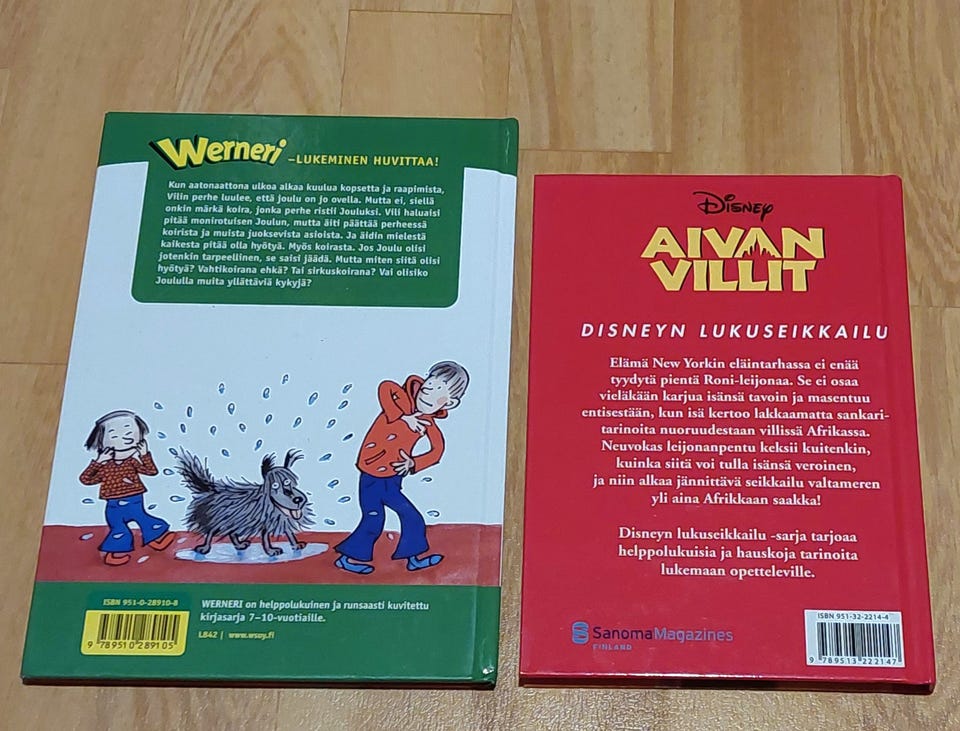 Werneri –LUKEMINEN HUVITTAA!
Kun aatonaattona ulkoa alkaa kuulua kopsetta ja raapimista,
Vilin perhe luulee, että joulu on jo ovella. Mutta ei, siellä
onkin märkä koira, jonka perhe ristii Jouluksi. Vili haluaisi
pitää monirotuisen Joulun, mutta äiti päättää perheessä
koirista ja muista juoksevista asioista. Ja äidin mielestä
kaikesta pitää olla hyötyä. Myös koirasta. Jos Joulu olisi
jotenkin tarpeellinen, se saisi jäädä. Mutta miten siitä olisi
hyötyä? Vahtikoirana ehkä? Tai sirkuskoirana? Vai olisiko
Joululla muita yllättäviä kykyjä?
ISBN 951-0-28910-8
9 789510 289105
WERNERI on helppolukuinen ja runsaasti kuvitettu
kirjasarja 7–10-vuotiaille.
L842 | www.wsoy.fi
DISNEY
AIVAN
VILLIT
DISNEYN LUKUSEIKKAILU
Elämä New Yorkin eläintarhassa ei enää
tyydytä pientä Roni-leijonaa. Se ei osaa
vieläkään karjua isänsä tavoin ja masentuu
entisestään, kun isä kertoo lakkaamatta sankari-
tarinoita nuoruudestaan villissä Afrikassa.
Neuvokas leijonanpentu keksii kuitenkin,
kuinka siitä voi tulla isänsä veroinen,
ja niin alkaa jännittävä seikkailu valtameren
yli aina Afrikkaan saakka!
Disneyn lukuseikkailu -sarja tarjoaa
helppolukuisia ja hauskoja tarinoita
lukemaan opetteleville.
SanomaMagazines
FINLAND
ISBN 951-32-2214-4
9 789513 222147